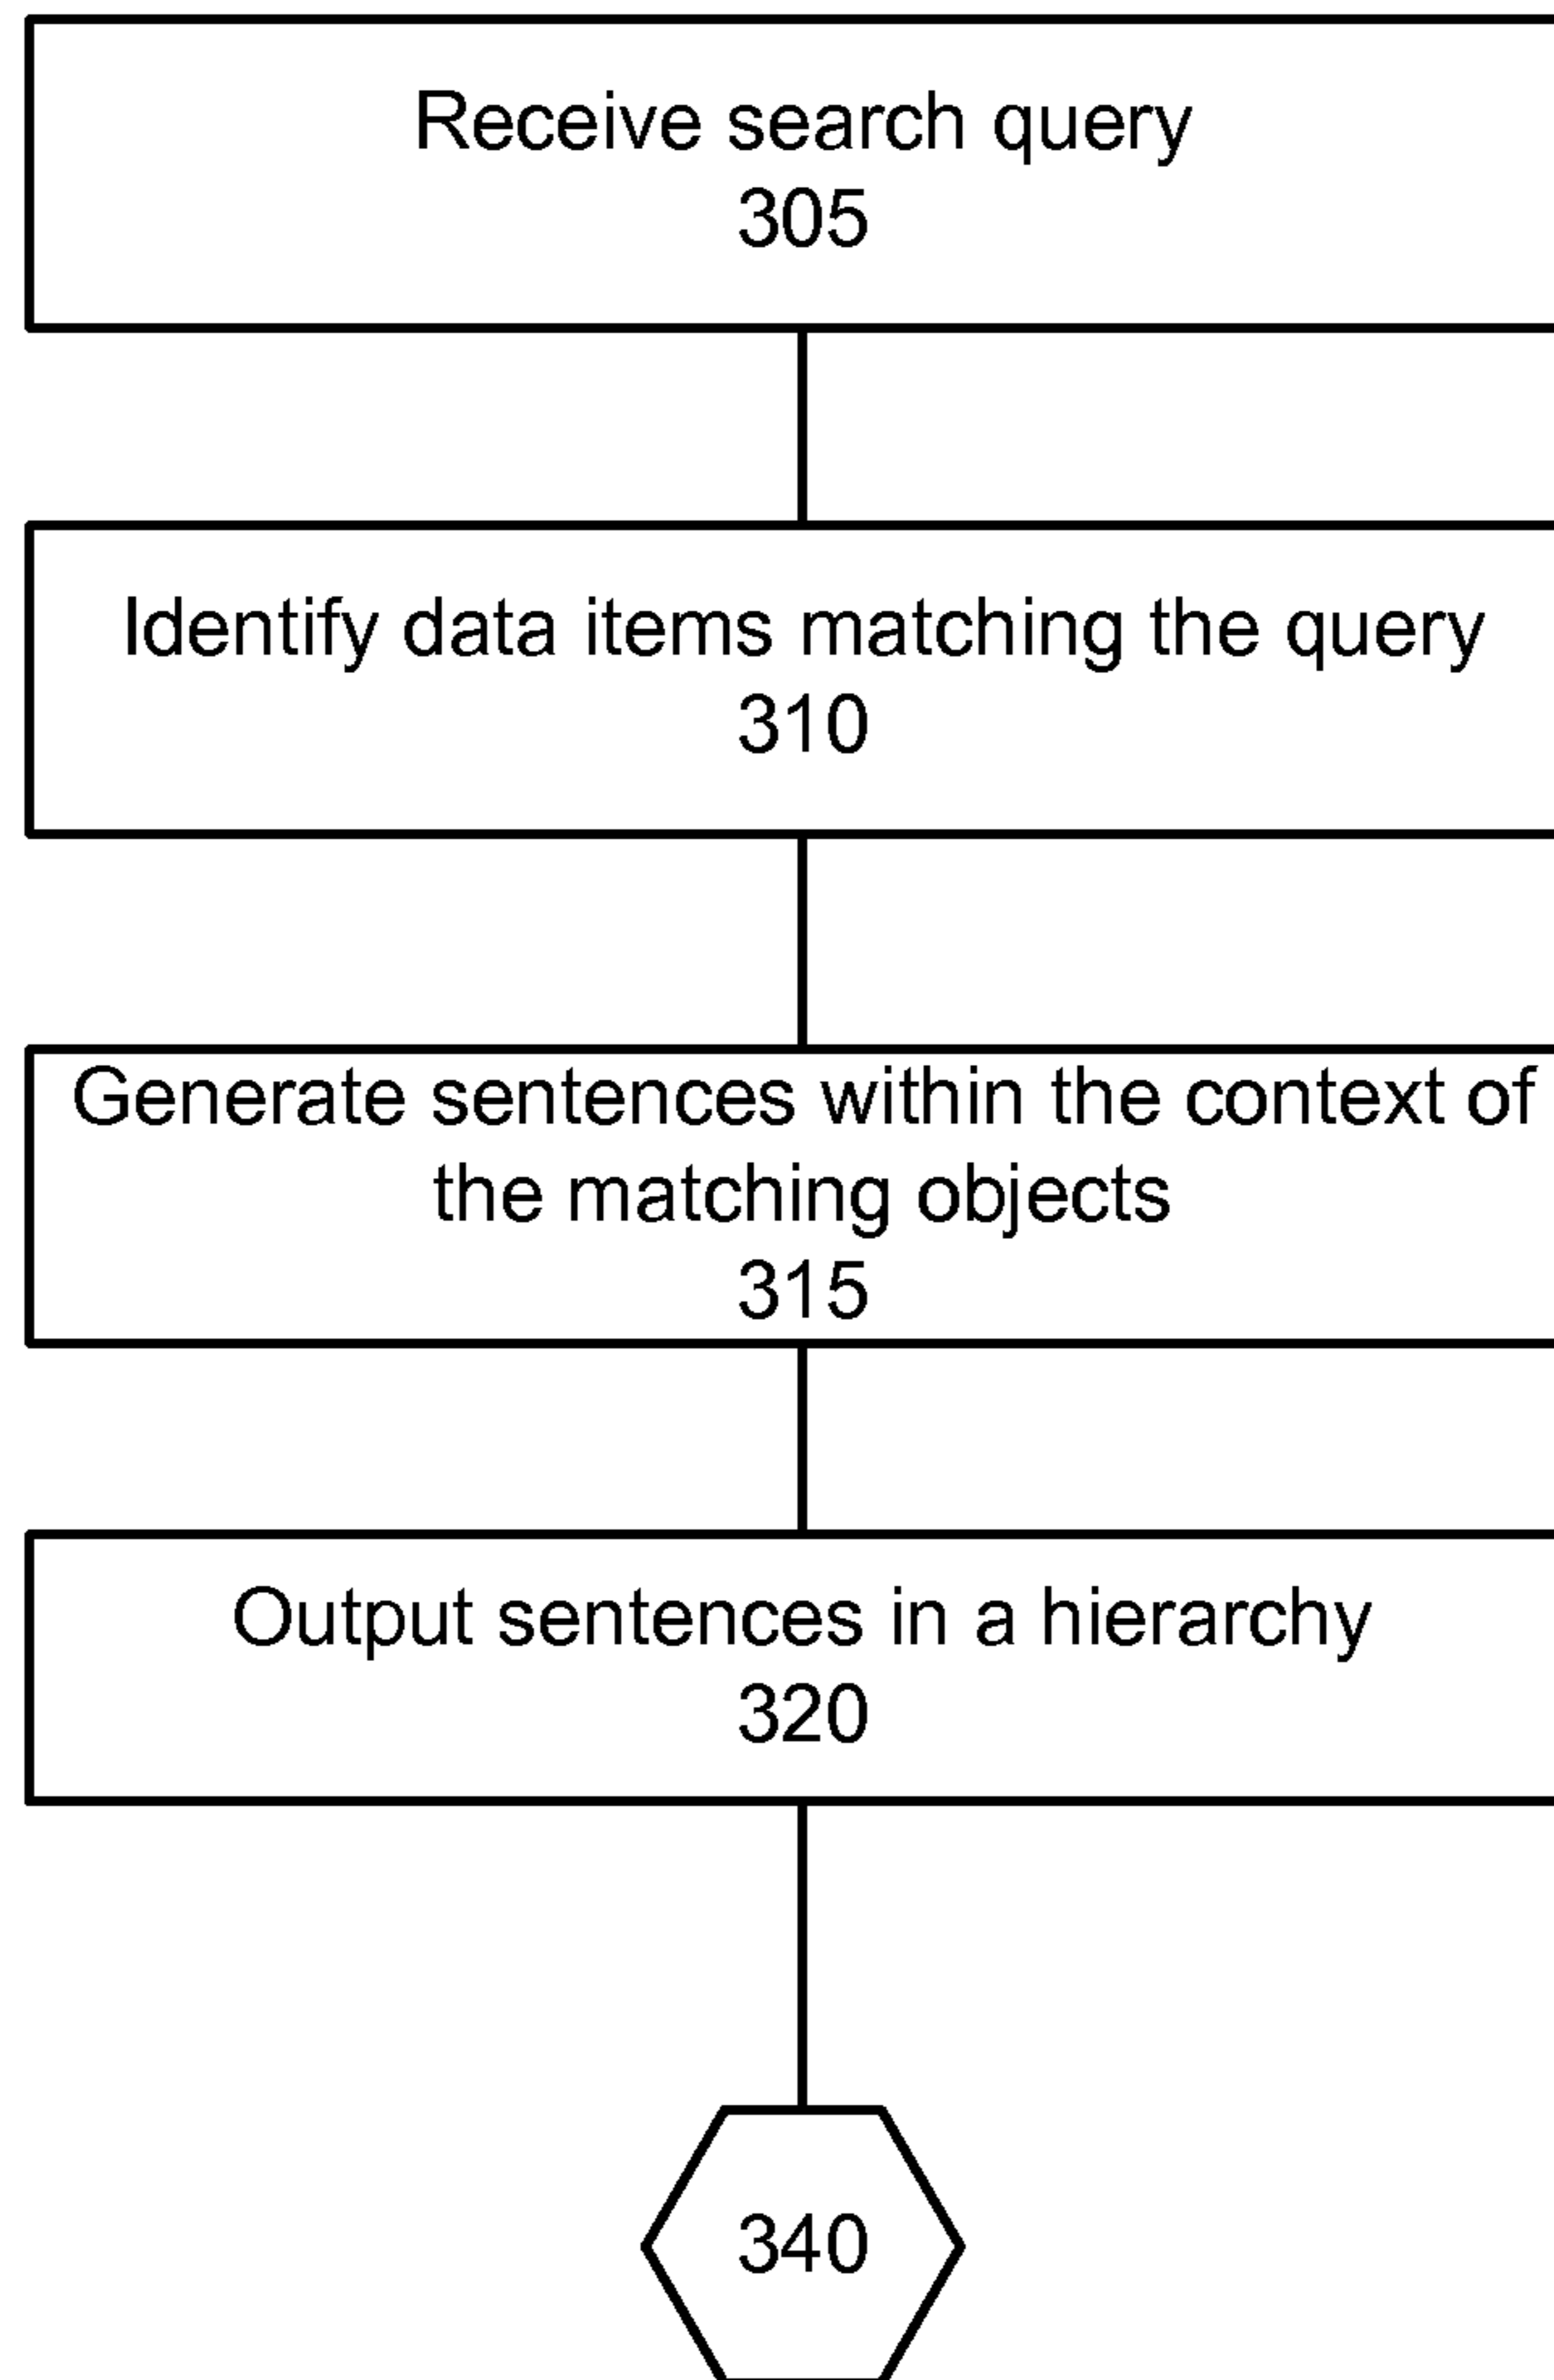 Receive search query
305
Identify data items matching the query
310
Generate sentences within the context of
the matching objects
315
Output sentences in a hierarchy
320
340